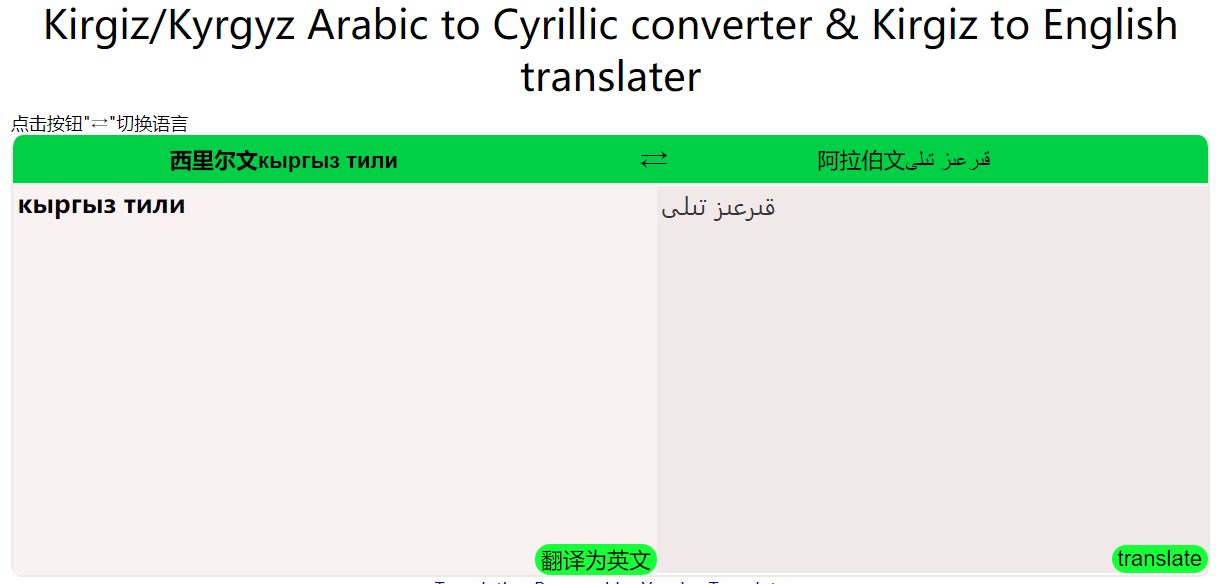 Kirgiz/Kyrgyz Arabic to Cyrillic converter & Kirgiz to English
translater
点击按钮"⇄"切换语言
西里尔文кыргыз тили ⇄ 阿拉伯文قىرعىز تىلى
кыргыз тили قىرعىز تىلى
翻译为英文 translate